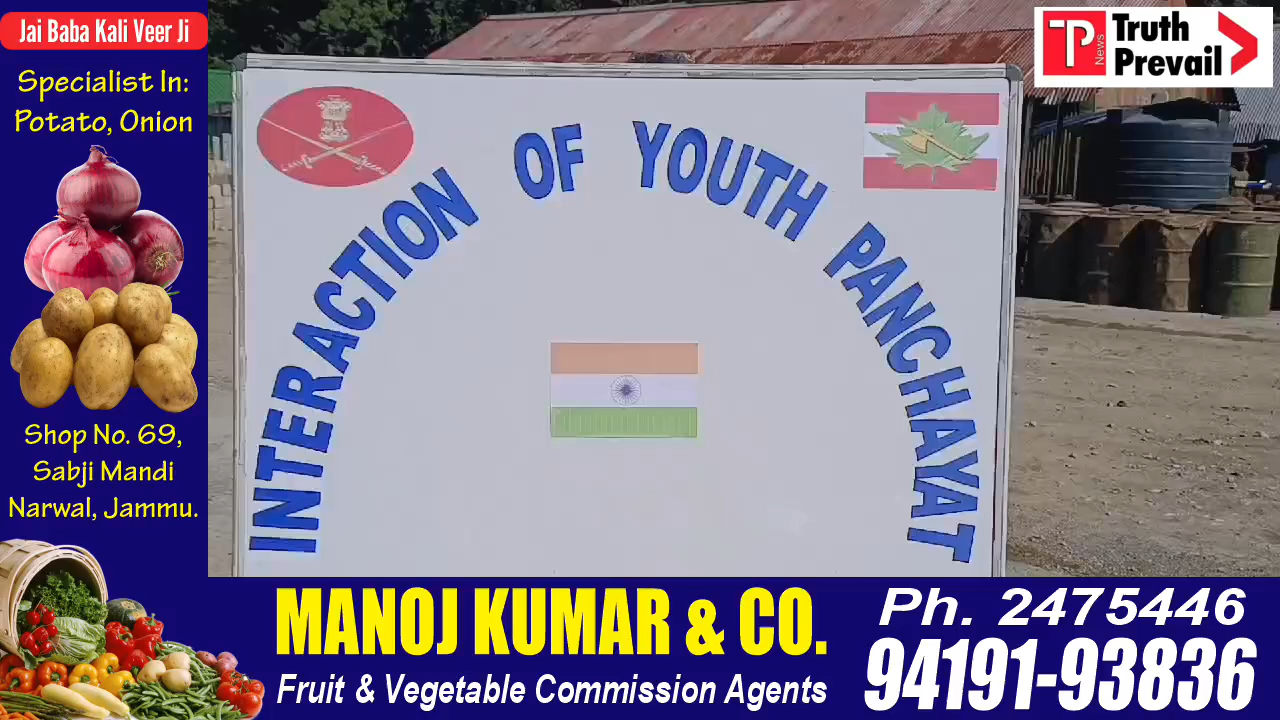 Jai Baba Kali Veer Ji
Specialist In:
Potato, Onion
Shop No. 69,
Sabji Mandi
Narwal, Jammu.
TP News
Truth
Prevail
INTERACTION OF YOUTH PANCHAYAT
MANOJ KUMAR & CO.
Fruit & Vegetable Commission Agents
Ph. 2475446
94191-93836